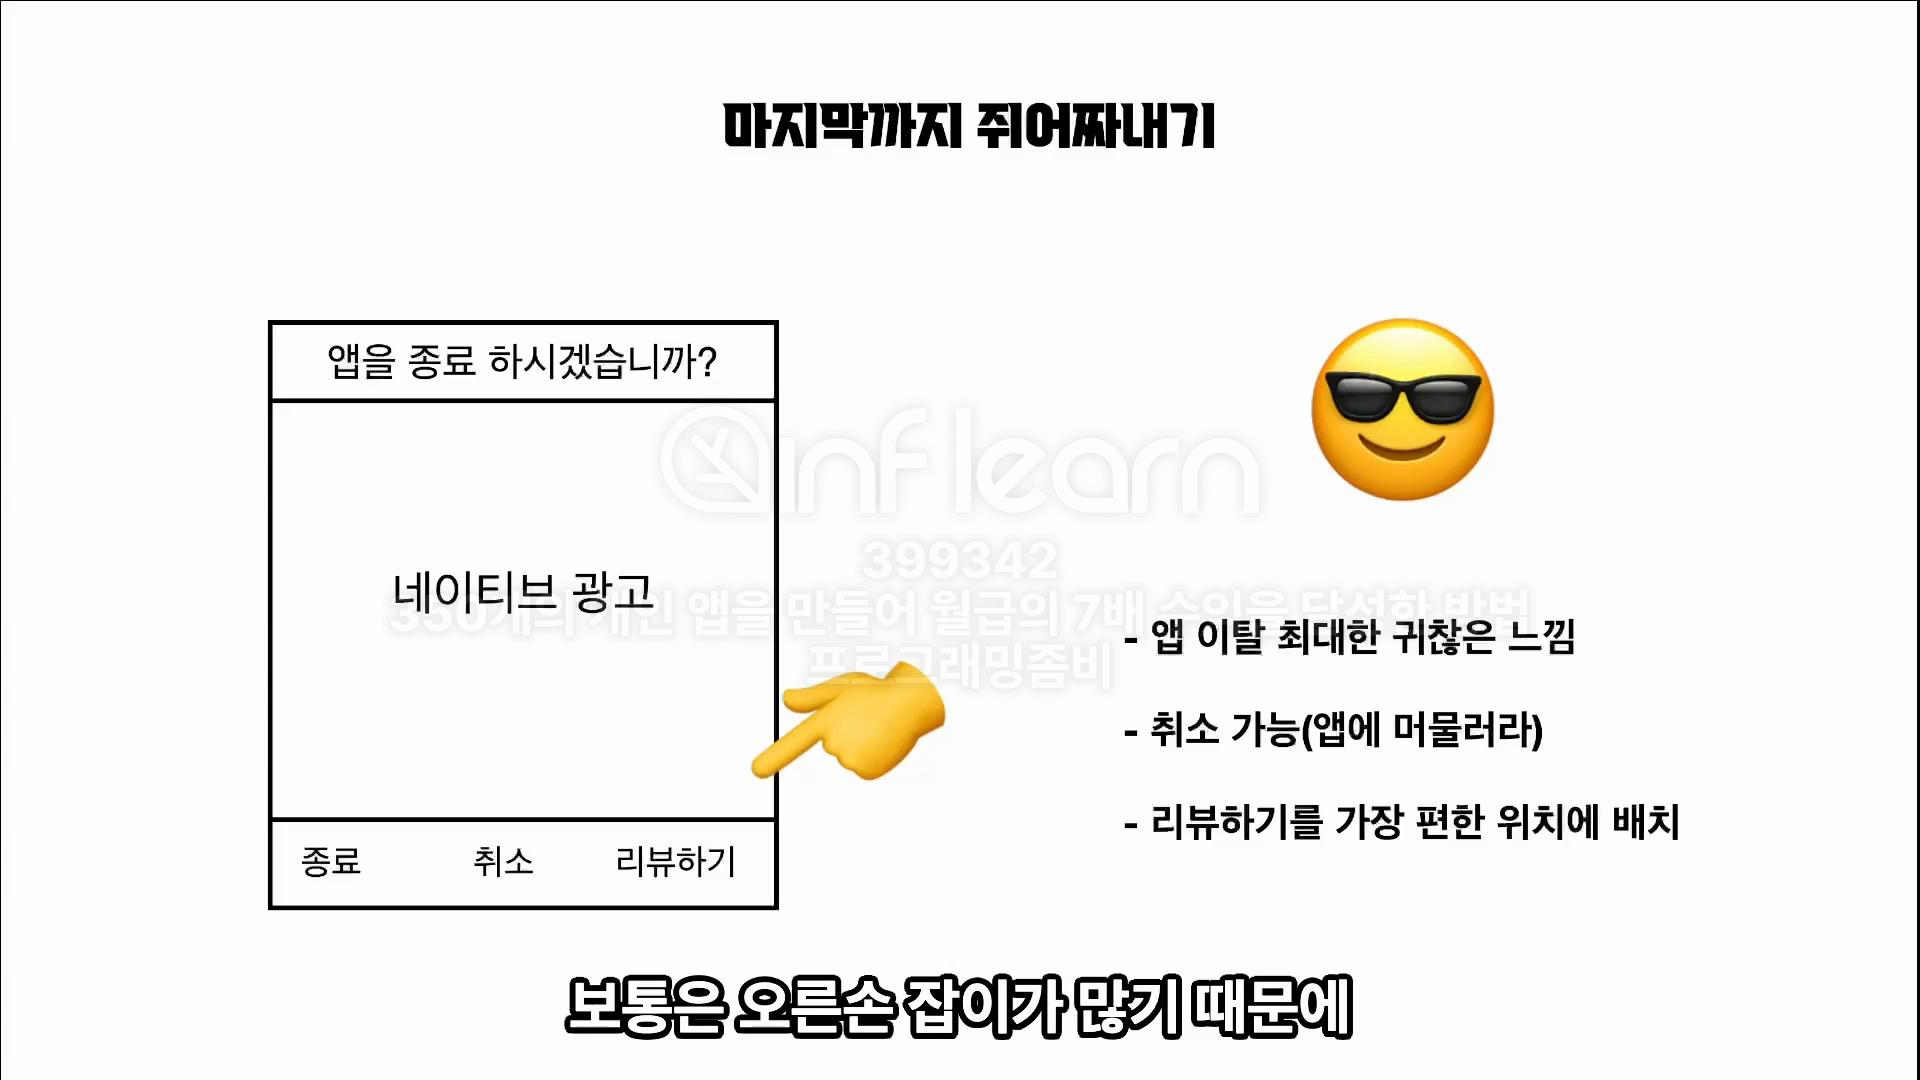 마지막까지 쥐어짜내기
앱을 종료 하시겠습니까?
네이티브 광고
종료 취소 리뷰하기
inflearn
399342
350개의 개인 앱을 만들어 월급의 7배 수익을 달성한 방법
프로그래밍좀비
- 앱 이탈 최대한 귀찮은 느낌
- 취소 가능(앱에 머물러라)
- 리뷰하기를 가장 편한 위치에 배치
보통은 오른손 잡이가 많기 때문에